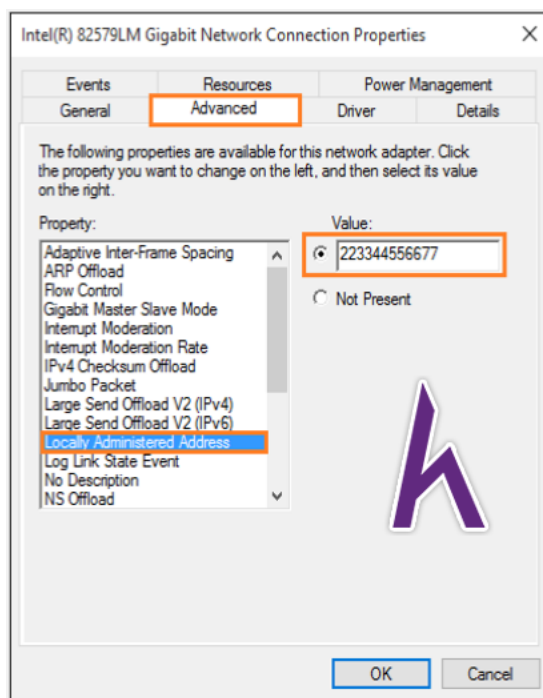 Intel(R) 82579LM Gigabit Network Connection Properties
Events Resources Power Management
General Advanced Driver Details
The following properties are available for this network adapter. Click
the property you want to change on the left, and then select its value
on the right.
Property:
Value:
Adaptive Inter-Frame Spacing
ARP Offload
Flow Control
Gigabit Master Slave Mode
Interrupt Moderation
Interrupt Moderation Rate
IPv4 Checksum Offload
Jumbo Packet
Large Send Offload V2 (IPv4)
Large Send Offload V2 (IPv6)
Locally Administered Address
Log Link State Event
No Description
NS Offload
223344556677
Not Present
OK Cancel